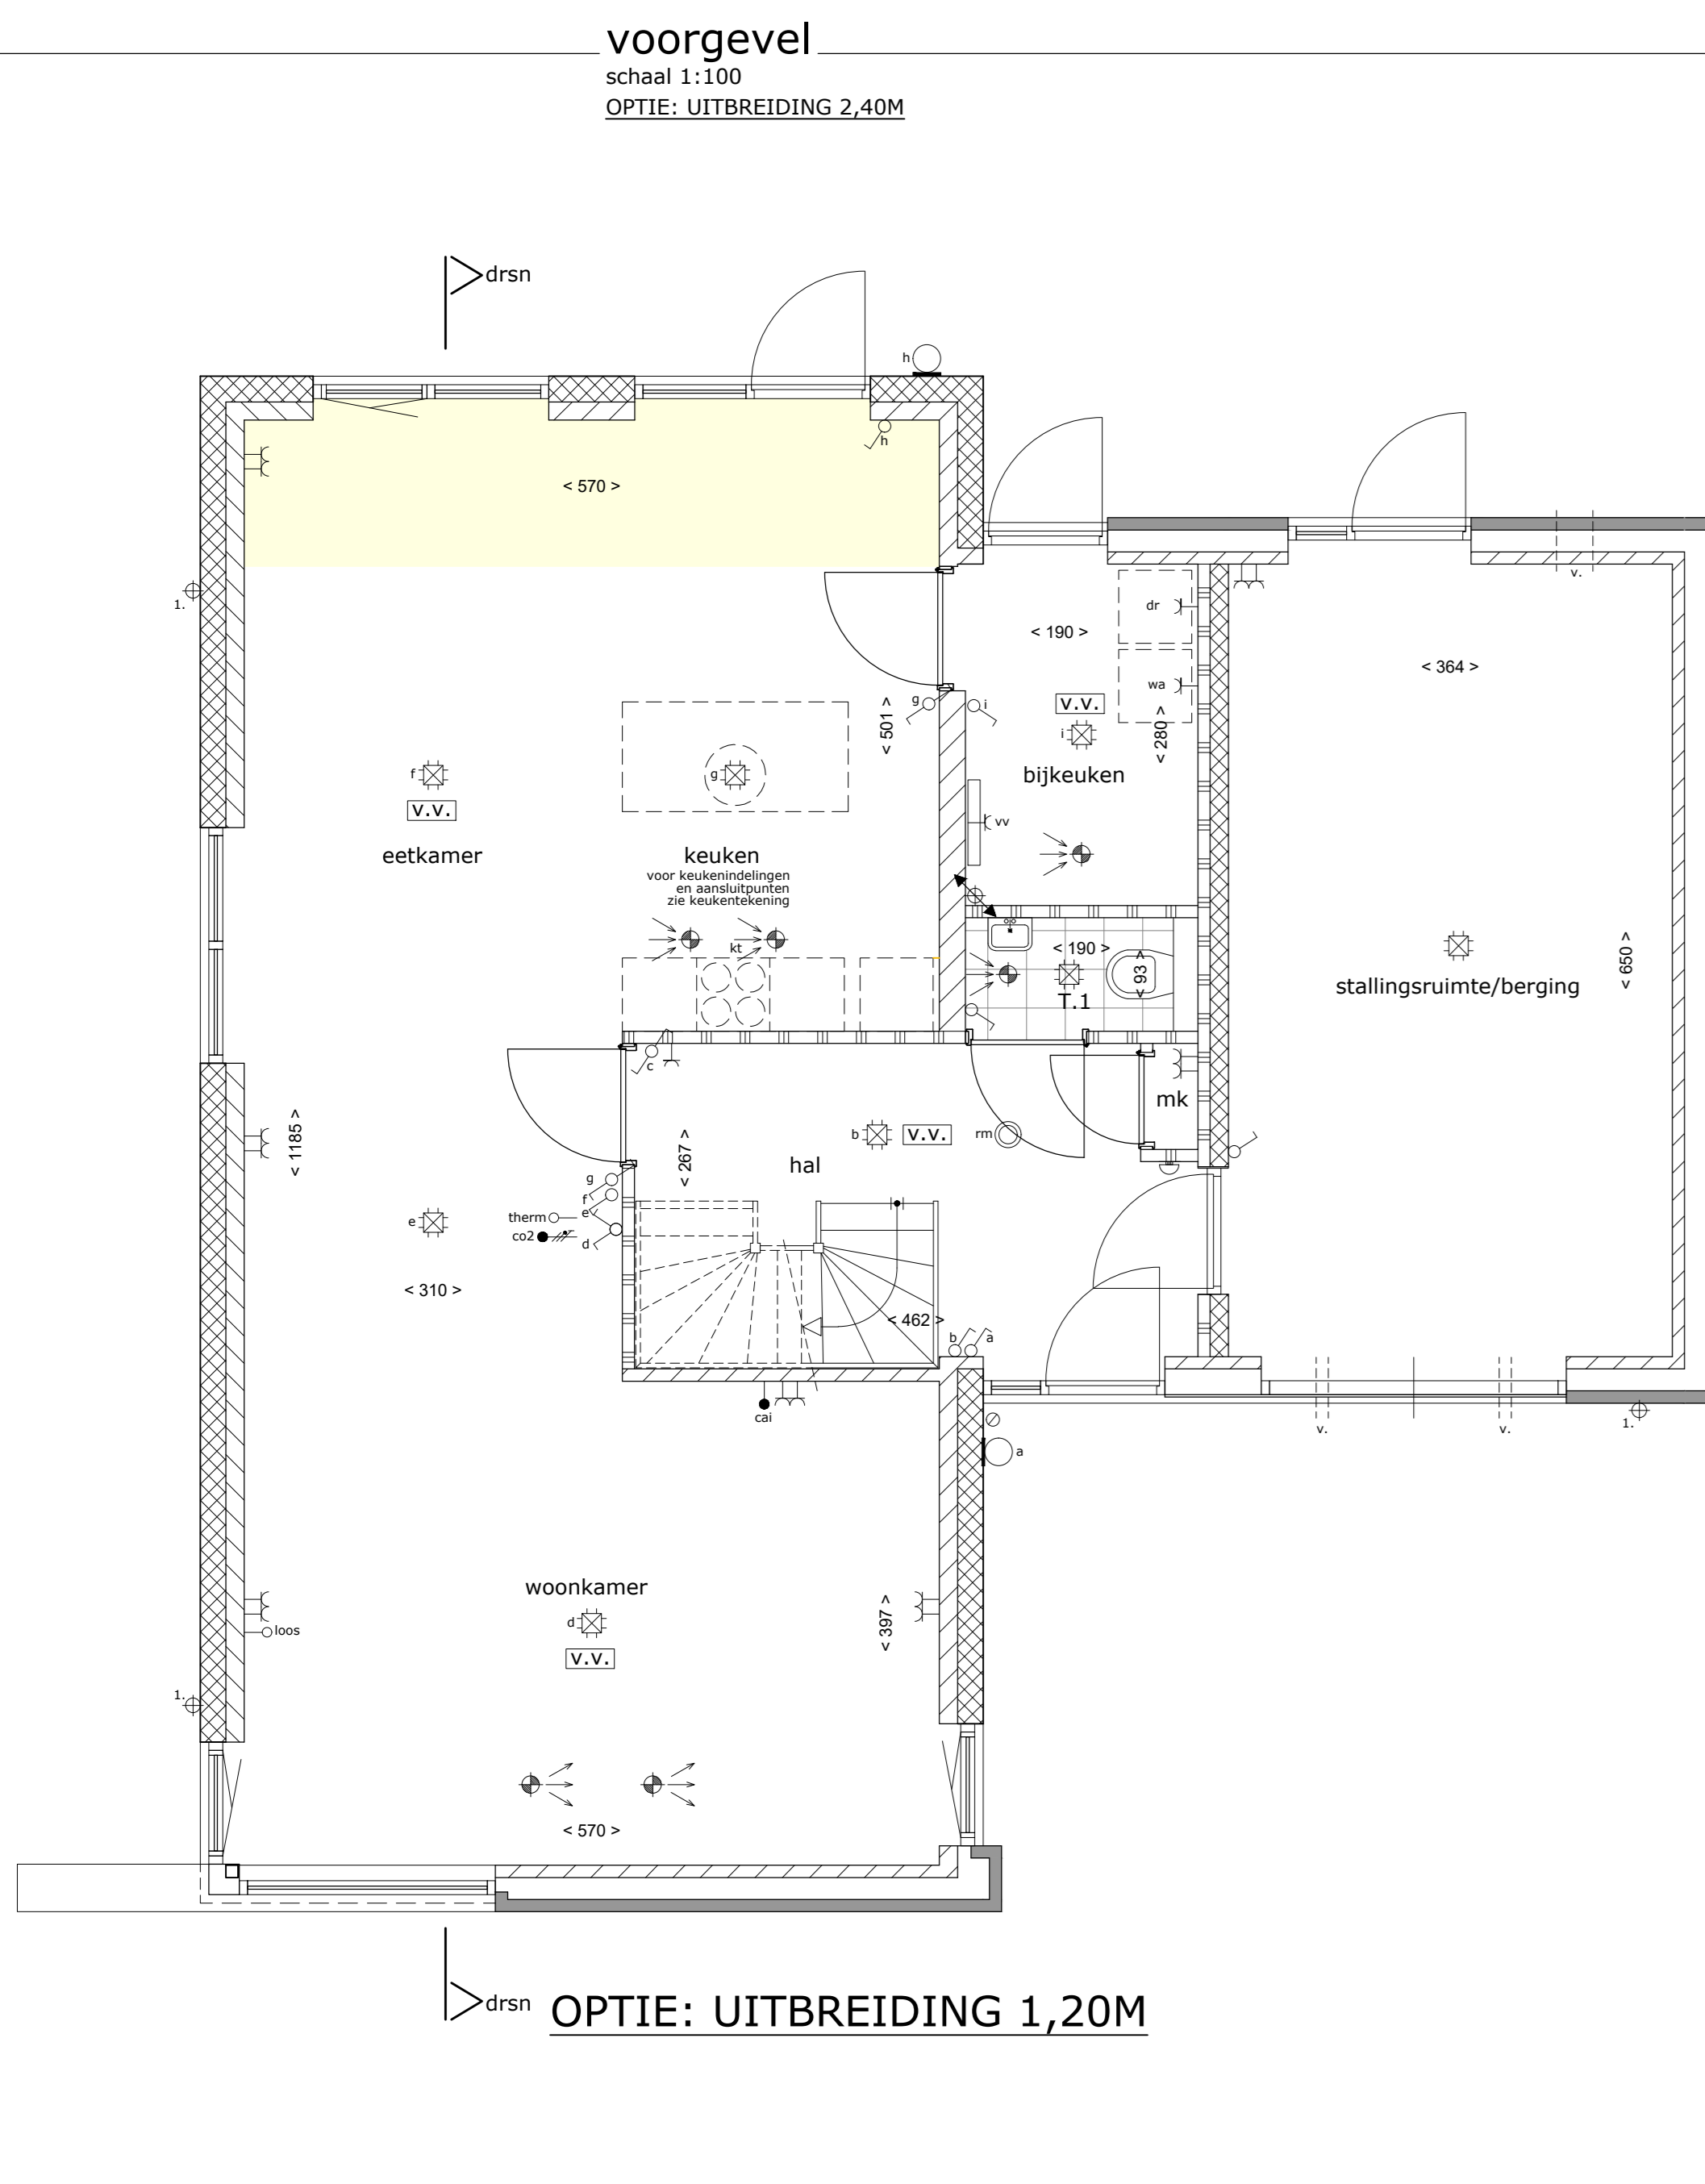 voorgevel
schaal 1:100
OPTIE: UITBREIDING 2,40M
drsn
h
h
< 570 >
1.
v.
dr
< 190 >
wa
< 364 >
g
i
v.v.
< 501 >
< 280 >
i
f
g
bijkeuken
v.v.
vv
eetkamer
keuken
voor keukenindelingen
en aansluitpunten
zie keukentekening
kt
< 190 >
< 93 >
T.1
< 650 >
stallingsruimte/berging
c
mk
< 1185 >
b
v.v.
rm
< 267 >
hal
g
f
e
therm
co2
d
e
< 310 >
< 462 >
b
a
cai
v.
v.
1.
a
woonkamer
< 397 >
d
loos
v.v.
1.
< 570 >
drsn
OPTIE: UITBREIDING 1,20M